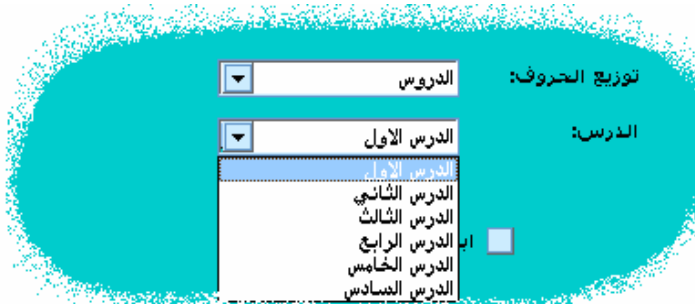 توزيع الحروف: الدروس
الدرس: الدرس الاول
الدرس الاول
الدرس الثاني
الدرس الثالث
الدرس الرابع
الدرس الخامس
الدرس السادس